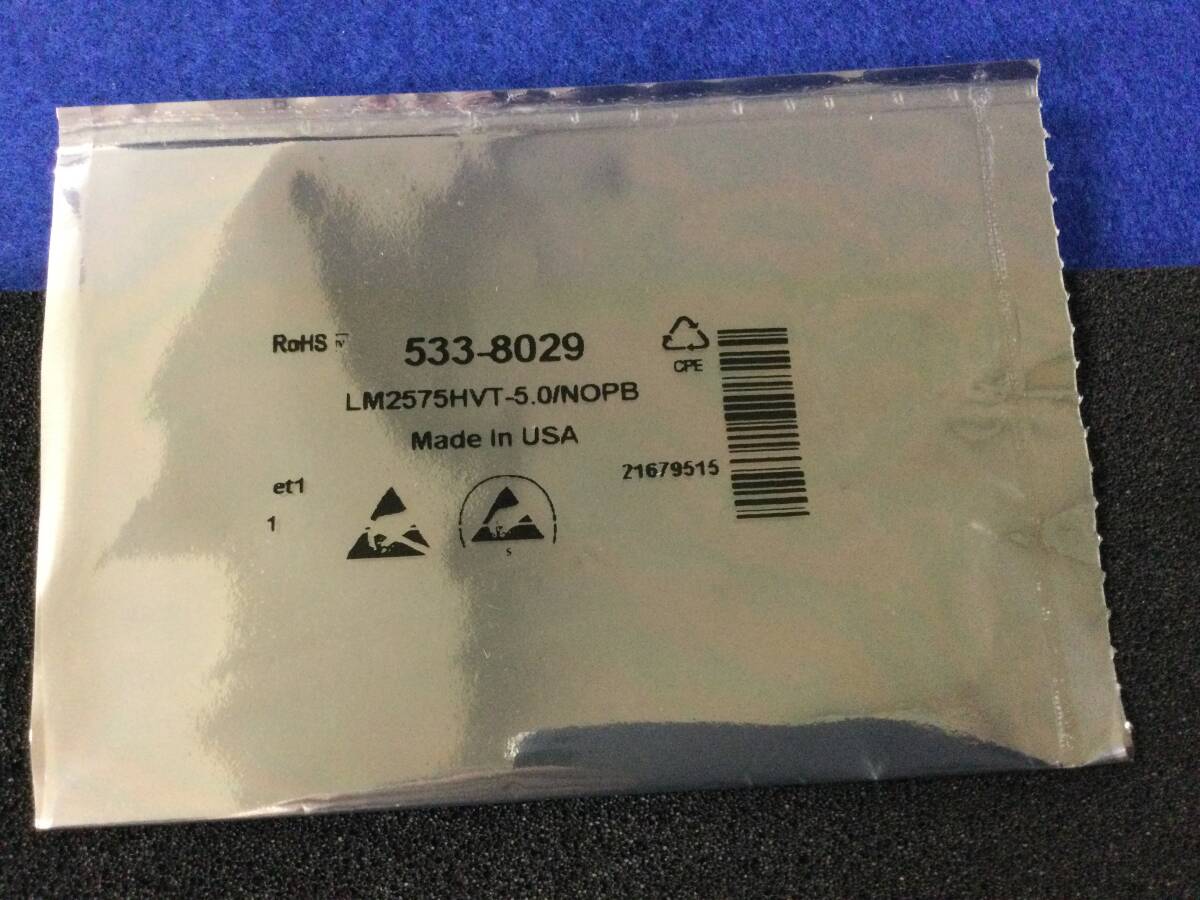 RoHS
533-8029
CPE
LM2575HVT-5.0/NOPB
Made In USA
21679515
et1
1
S